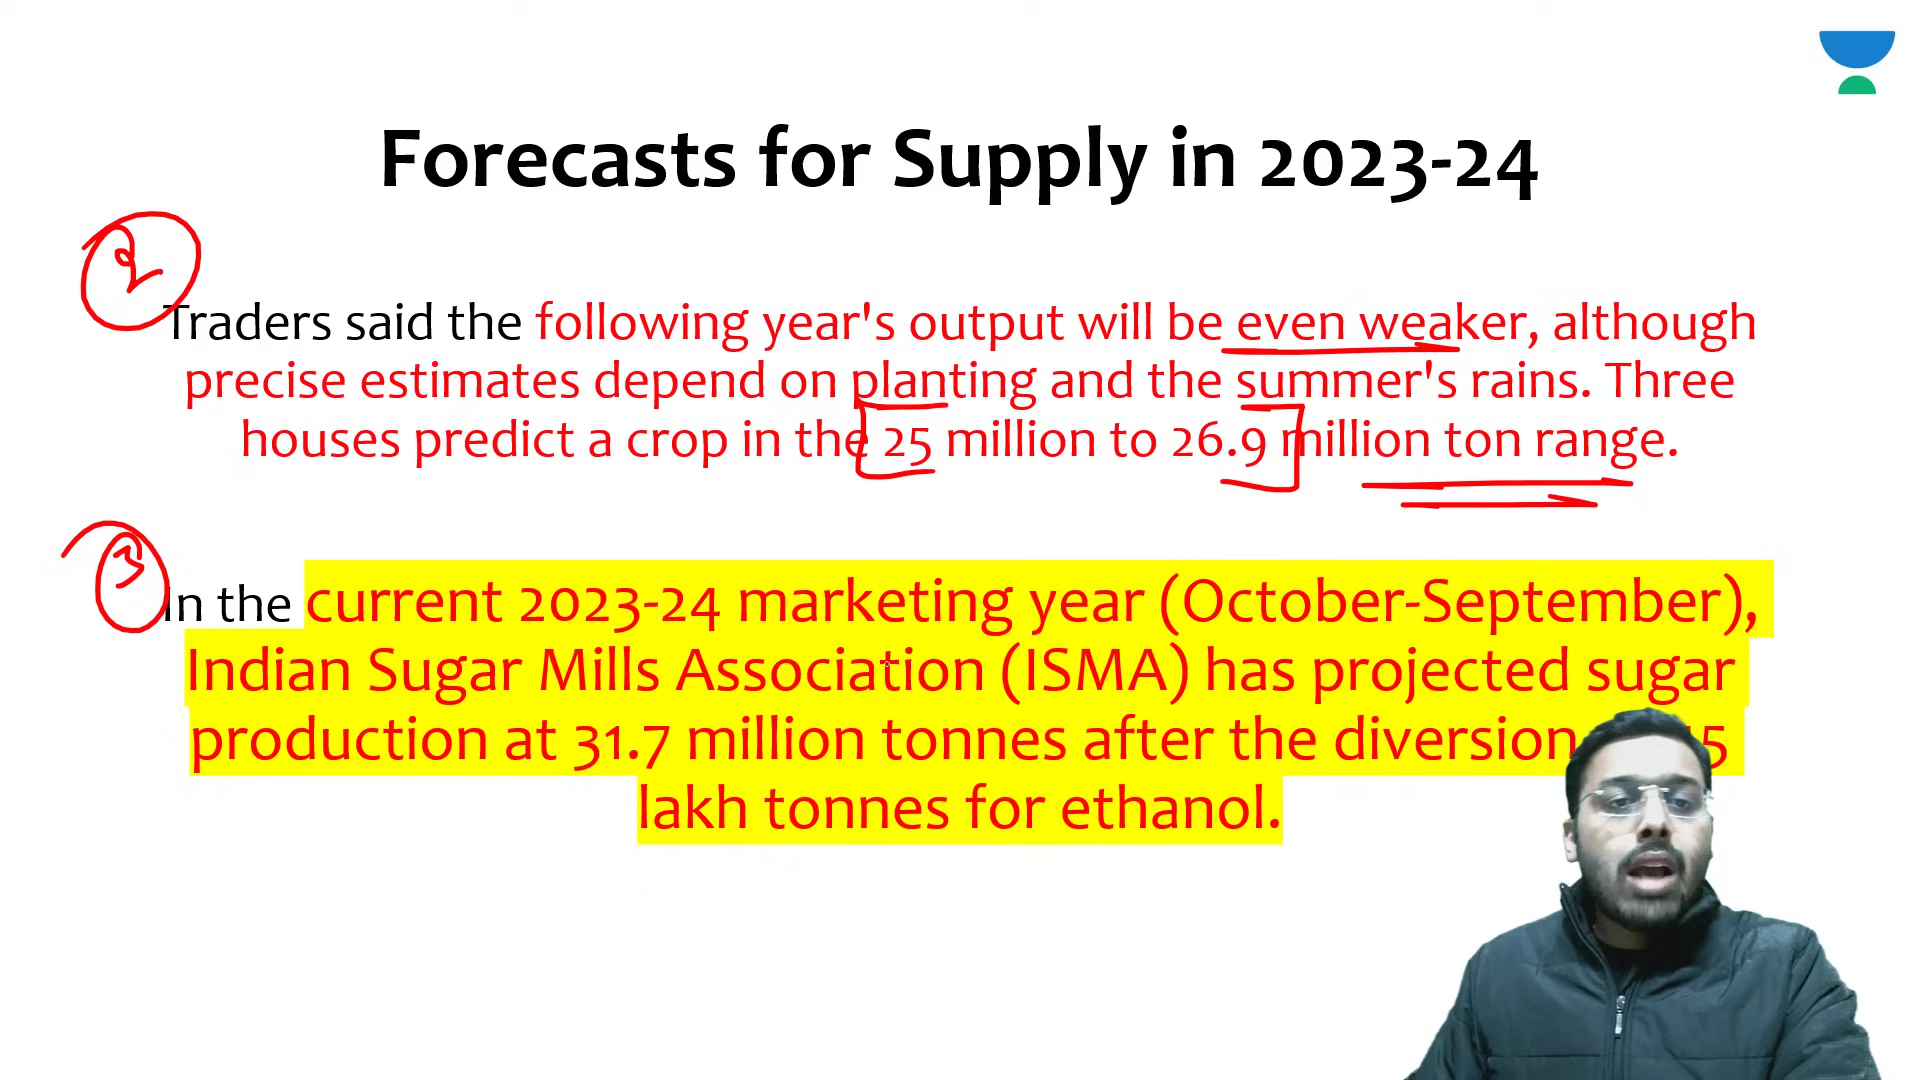 Forecasts for Supply in 2023-24
2
Traders said the following year's output will be even weaker, although
precise estimates depend on planting and the summer's rains. Three
houses predict a crop in the 25 million to 26.9 million ton range.
3
In the current 2023-24 marketing year (October-September),
Indian Sugar Mills Association (ISMA) has projected sugar
production at 31.7 million tonnes after the diversion
lakh tonnes for ethanol.